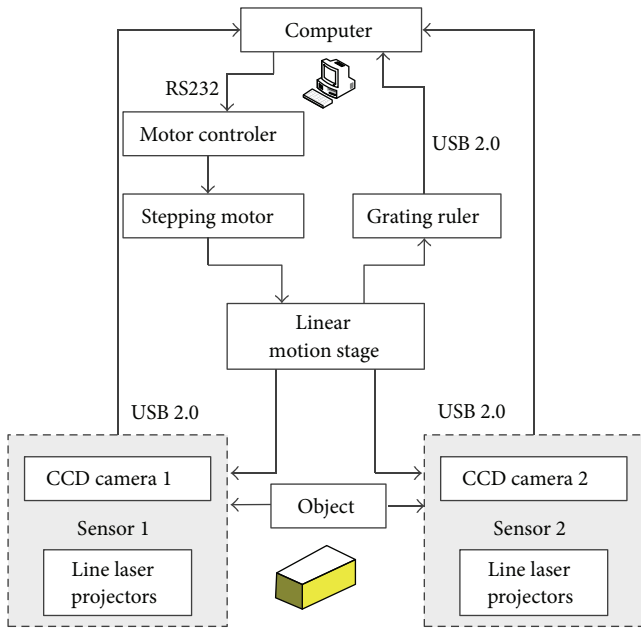 Computer
RS232
Motor controler
USB 2.0
Stepping motor
Grating ruler
Linear
motion stage
USB 2.0
USB 2.0
CCD camera 1
CCD camera 2
Object
Sensor 1
Sensor 2
Line laser
projectors
Line laser
projectors